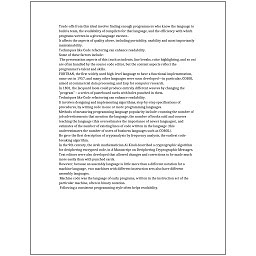 Trade-offs from this ideal involve finding enough programmers who know the language to
build a team, the availability of compilers for that language, and the efficiency with which
programs written in a given language execute.
It affects the aspects of quality above, including portability, usability and most importantly
maintainability.
Techniques like Code refactoring can enhance readability.
Some of these factors include:
The presentation aspects of this (such as indents, line breaks, color highlighting, and so on)
are often handled by the source code editor, but the content aspects reflect the
programmer's talent and skills.
FORTRAN, the first widely used high-level language to have a functional implementation,
came out in 1957, and many other languages were soon developed—in particular, COBOL
aimed at commercial data processing, and Lisp for computer research.
In 1801, the Jacquard loom could produce entirely different weaves by changing the
"program" - a series of pasteboard cards with holes punched in them.
Techniques like Code refactoring can enhance readability.
It involves designing and implementing algorithms, step-by-step specifications of
procedures, by writing code in one or more programming languages.
Methods of measuring programming language popularity include: counting the number of
job advertisements that mention the language, the number of books sold and courses
teaching the language (this overestimates the importance of newer languages), and
estimates of the number of existing lines of code written in the language (this
underestimates the number of users of business languages such as COBOL).
He gave the first description of cryptanalysis by frequency analysis, the earliest code-
breaking algorithm.
In the 9th century, the Arab mathematician Al-Kindi described a cryptographic algorithm
for deciphering encrypted code, in A Manuscript on Deciphering Cryptographic Messages.
Text editors were also developed that allowed changes and corrections to be made much
more easily than with punched cards.
However, because an assembly language is little more than a different notation for a
machine language, two machines with different instruction sets also have different
assembly languages.
Machine code was the language of early programs, written in the instruction set of the
particular machine, often in binary notation.
Following a consistent programming style often helps readability.